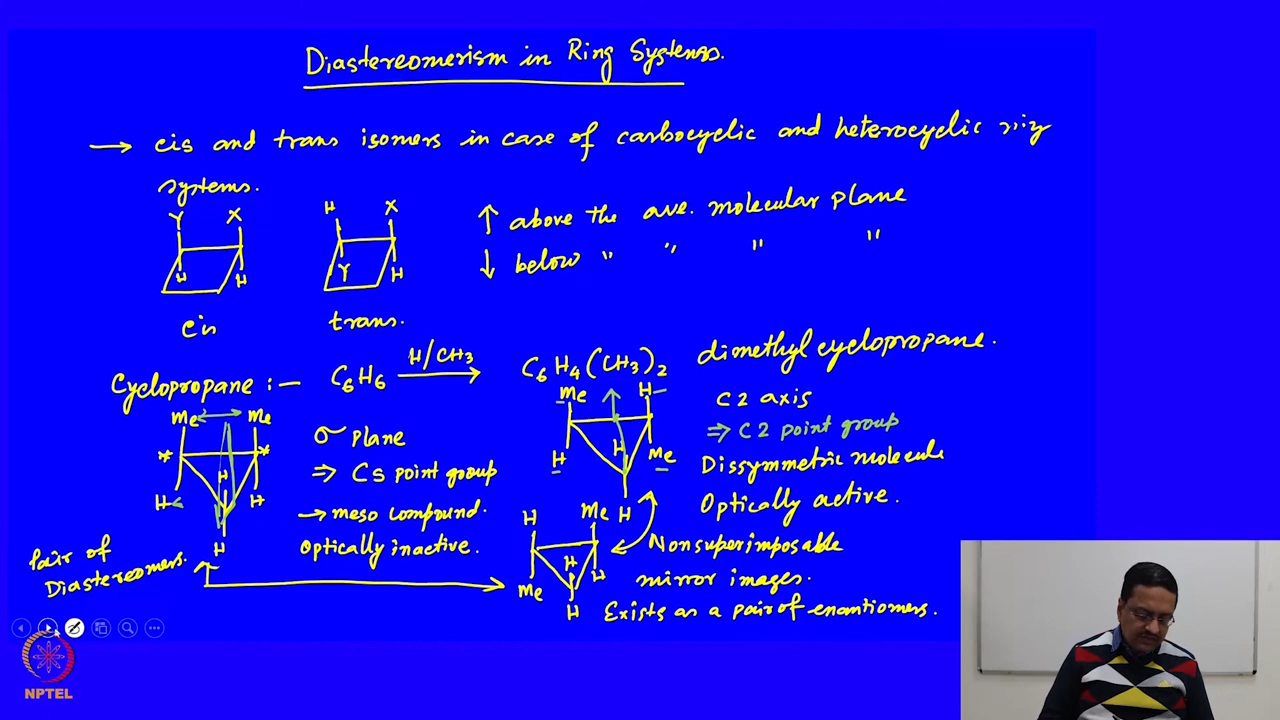 Diastereomerism in Ring Systems.
→ cis and trans isomers in case of carbocyclic and heterocyclic ring
systems.
Y X
H H
cis
H X
Y H
trans.
↑ above the ave. molecular plane
↓ below " " " "
Cyclopropane :- C6H6 H/CH3 → C6H4(CH3)2 dimethyl cyclopropane.
Me Me
* *
H H H
H
σ plane
⇒ Cs point group
→ meso compound.
Optically inactive.
Me H
H H Me
H
C2 axis
⇒ C2 point group
Dissymmetric molecule
Optically active.
H Me
Me H H
H
Nonsuperimposable
mirror images.
Exists as a pair of enantiomers.
Pair of
Diastereomers.
NPTEL